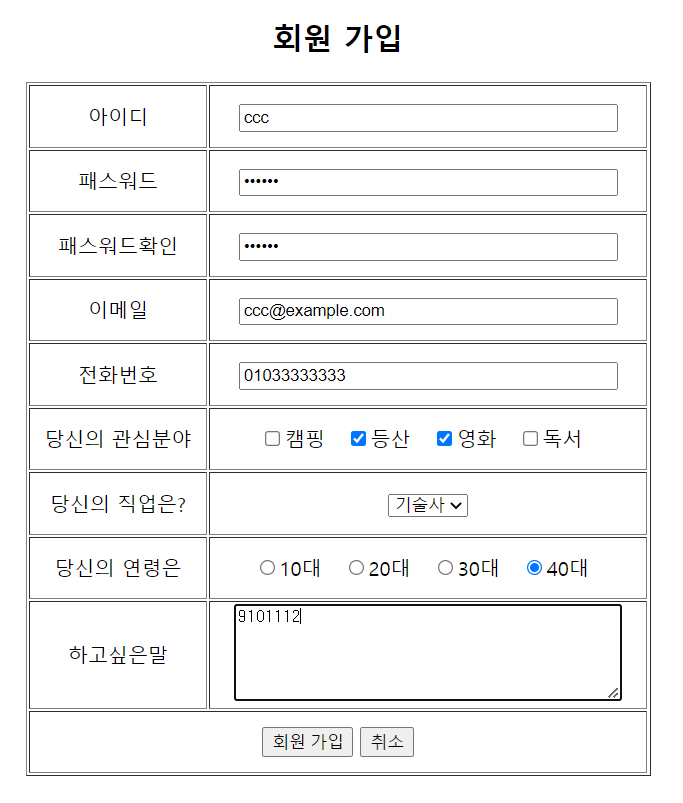 회원 가입
아이디 ccc
패스워드 ••••••
패스워드확인 ••••••
이메일 ccc@example.com
전화번호 01033333333
당신의 관심분야 캠핑 등산 영화 독서
당신의 직업은? 기술사
당신의 연령은 10대 20대 30대 40대
하고싶은말 9101112
회원 가입 취소